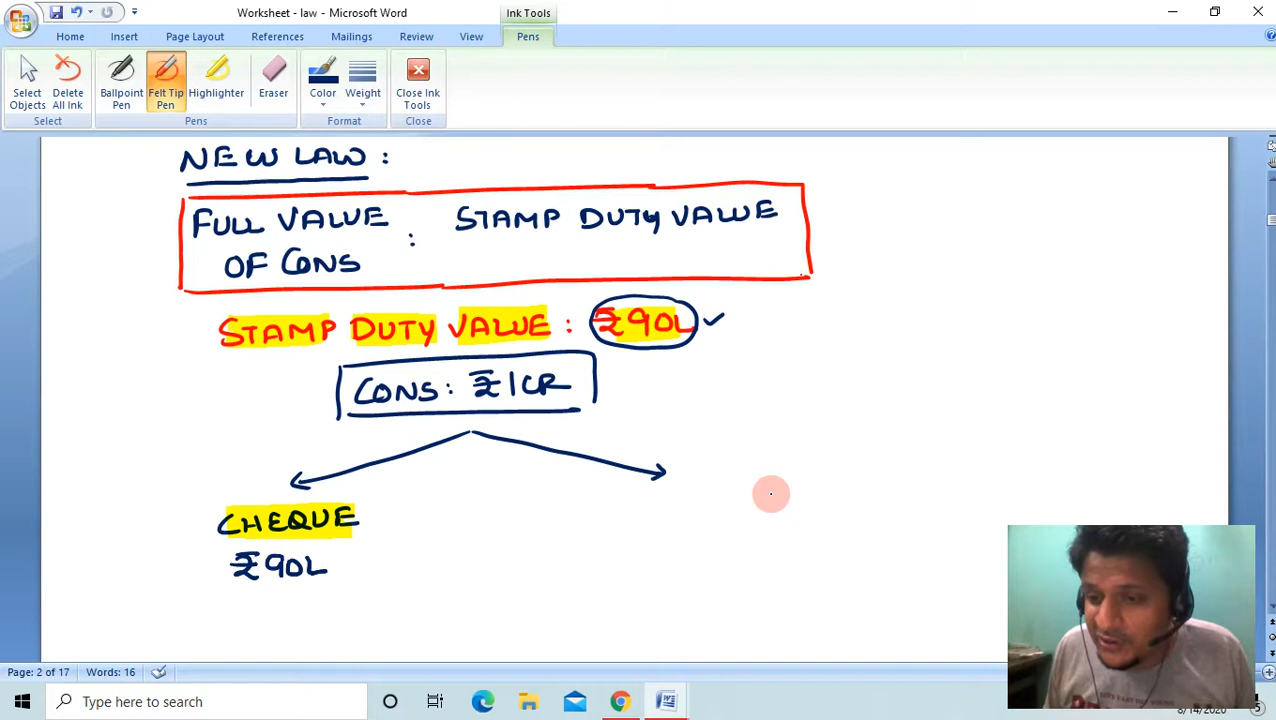 Worksheet - law - Microsoft Word
Ink Tools
Home Insert Page Layout References Mailings Review View Pens
Select Objects
Delete All Ink
Ballpoint Pen
Felt Tip Pen
Highlighter
Eraser
Color
Weight
Close Ink Tools
Select Pens Format Close
NEW LAW :
FULL VALUE OF CONS : STAMP DUTY VALUE
STAMP DUTY VALUE : ₹90L ✓
CONS : ₹1CR
CHEQUE
₹90L
Page: 2 of 17 Words: 16
Type here to search
8/14/2020